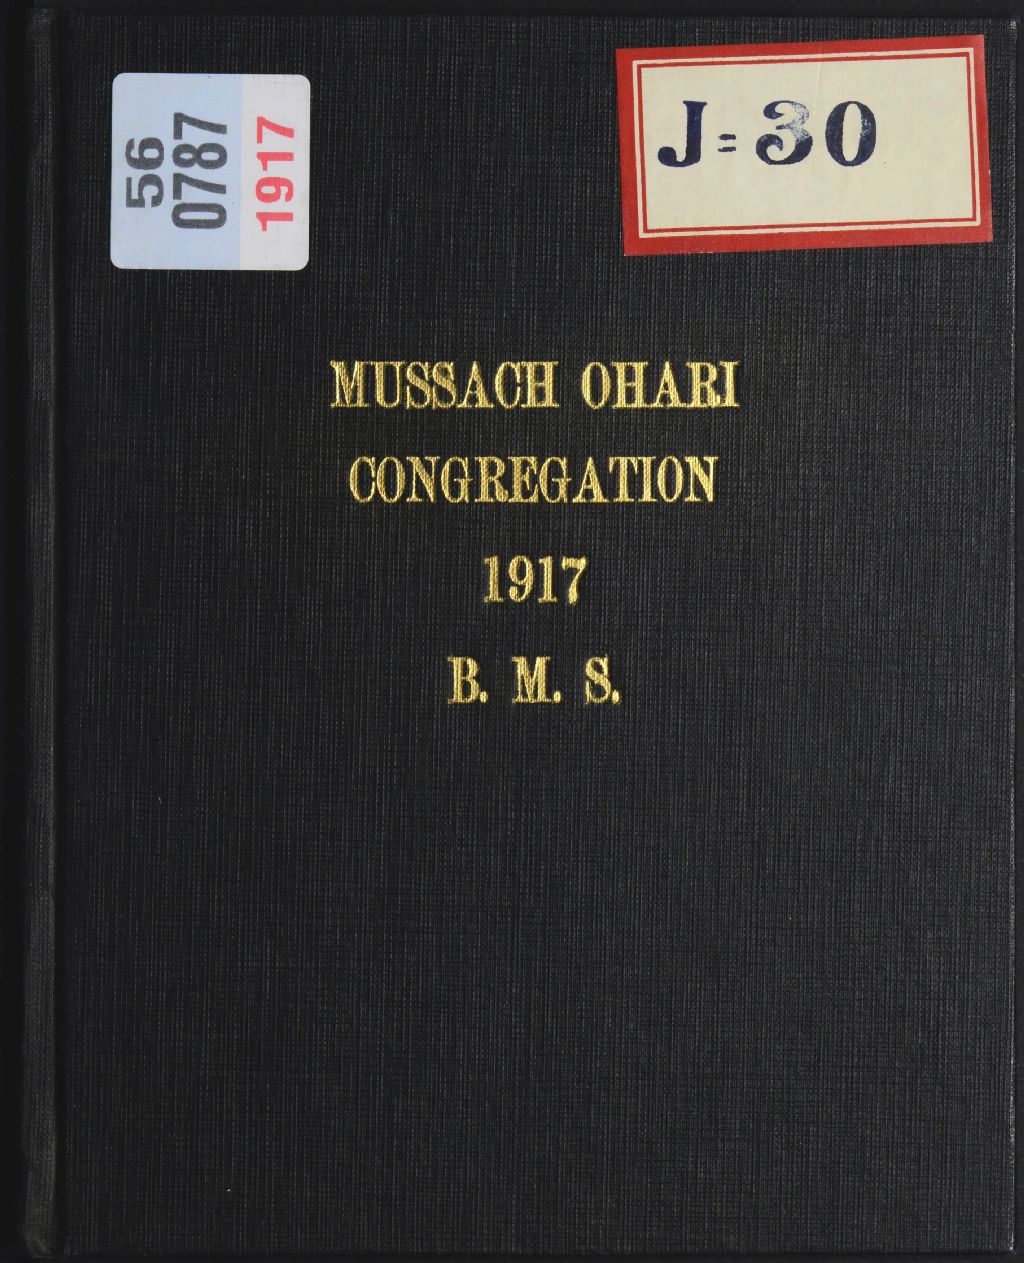 56
0787
1917
J=30
MUSSACH OHARI
CONGREGATION
1917
B. M. S.